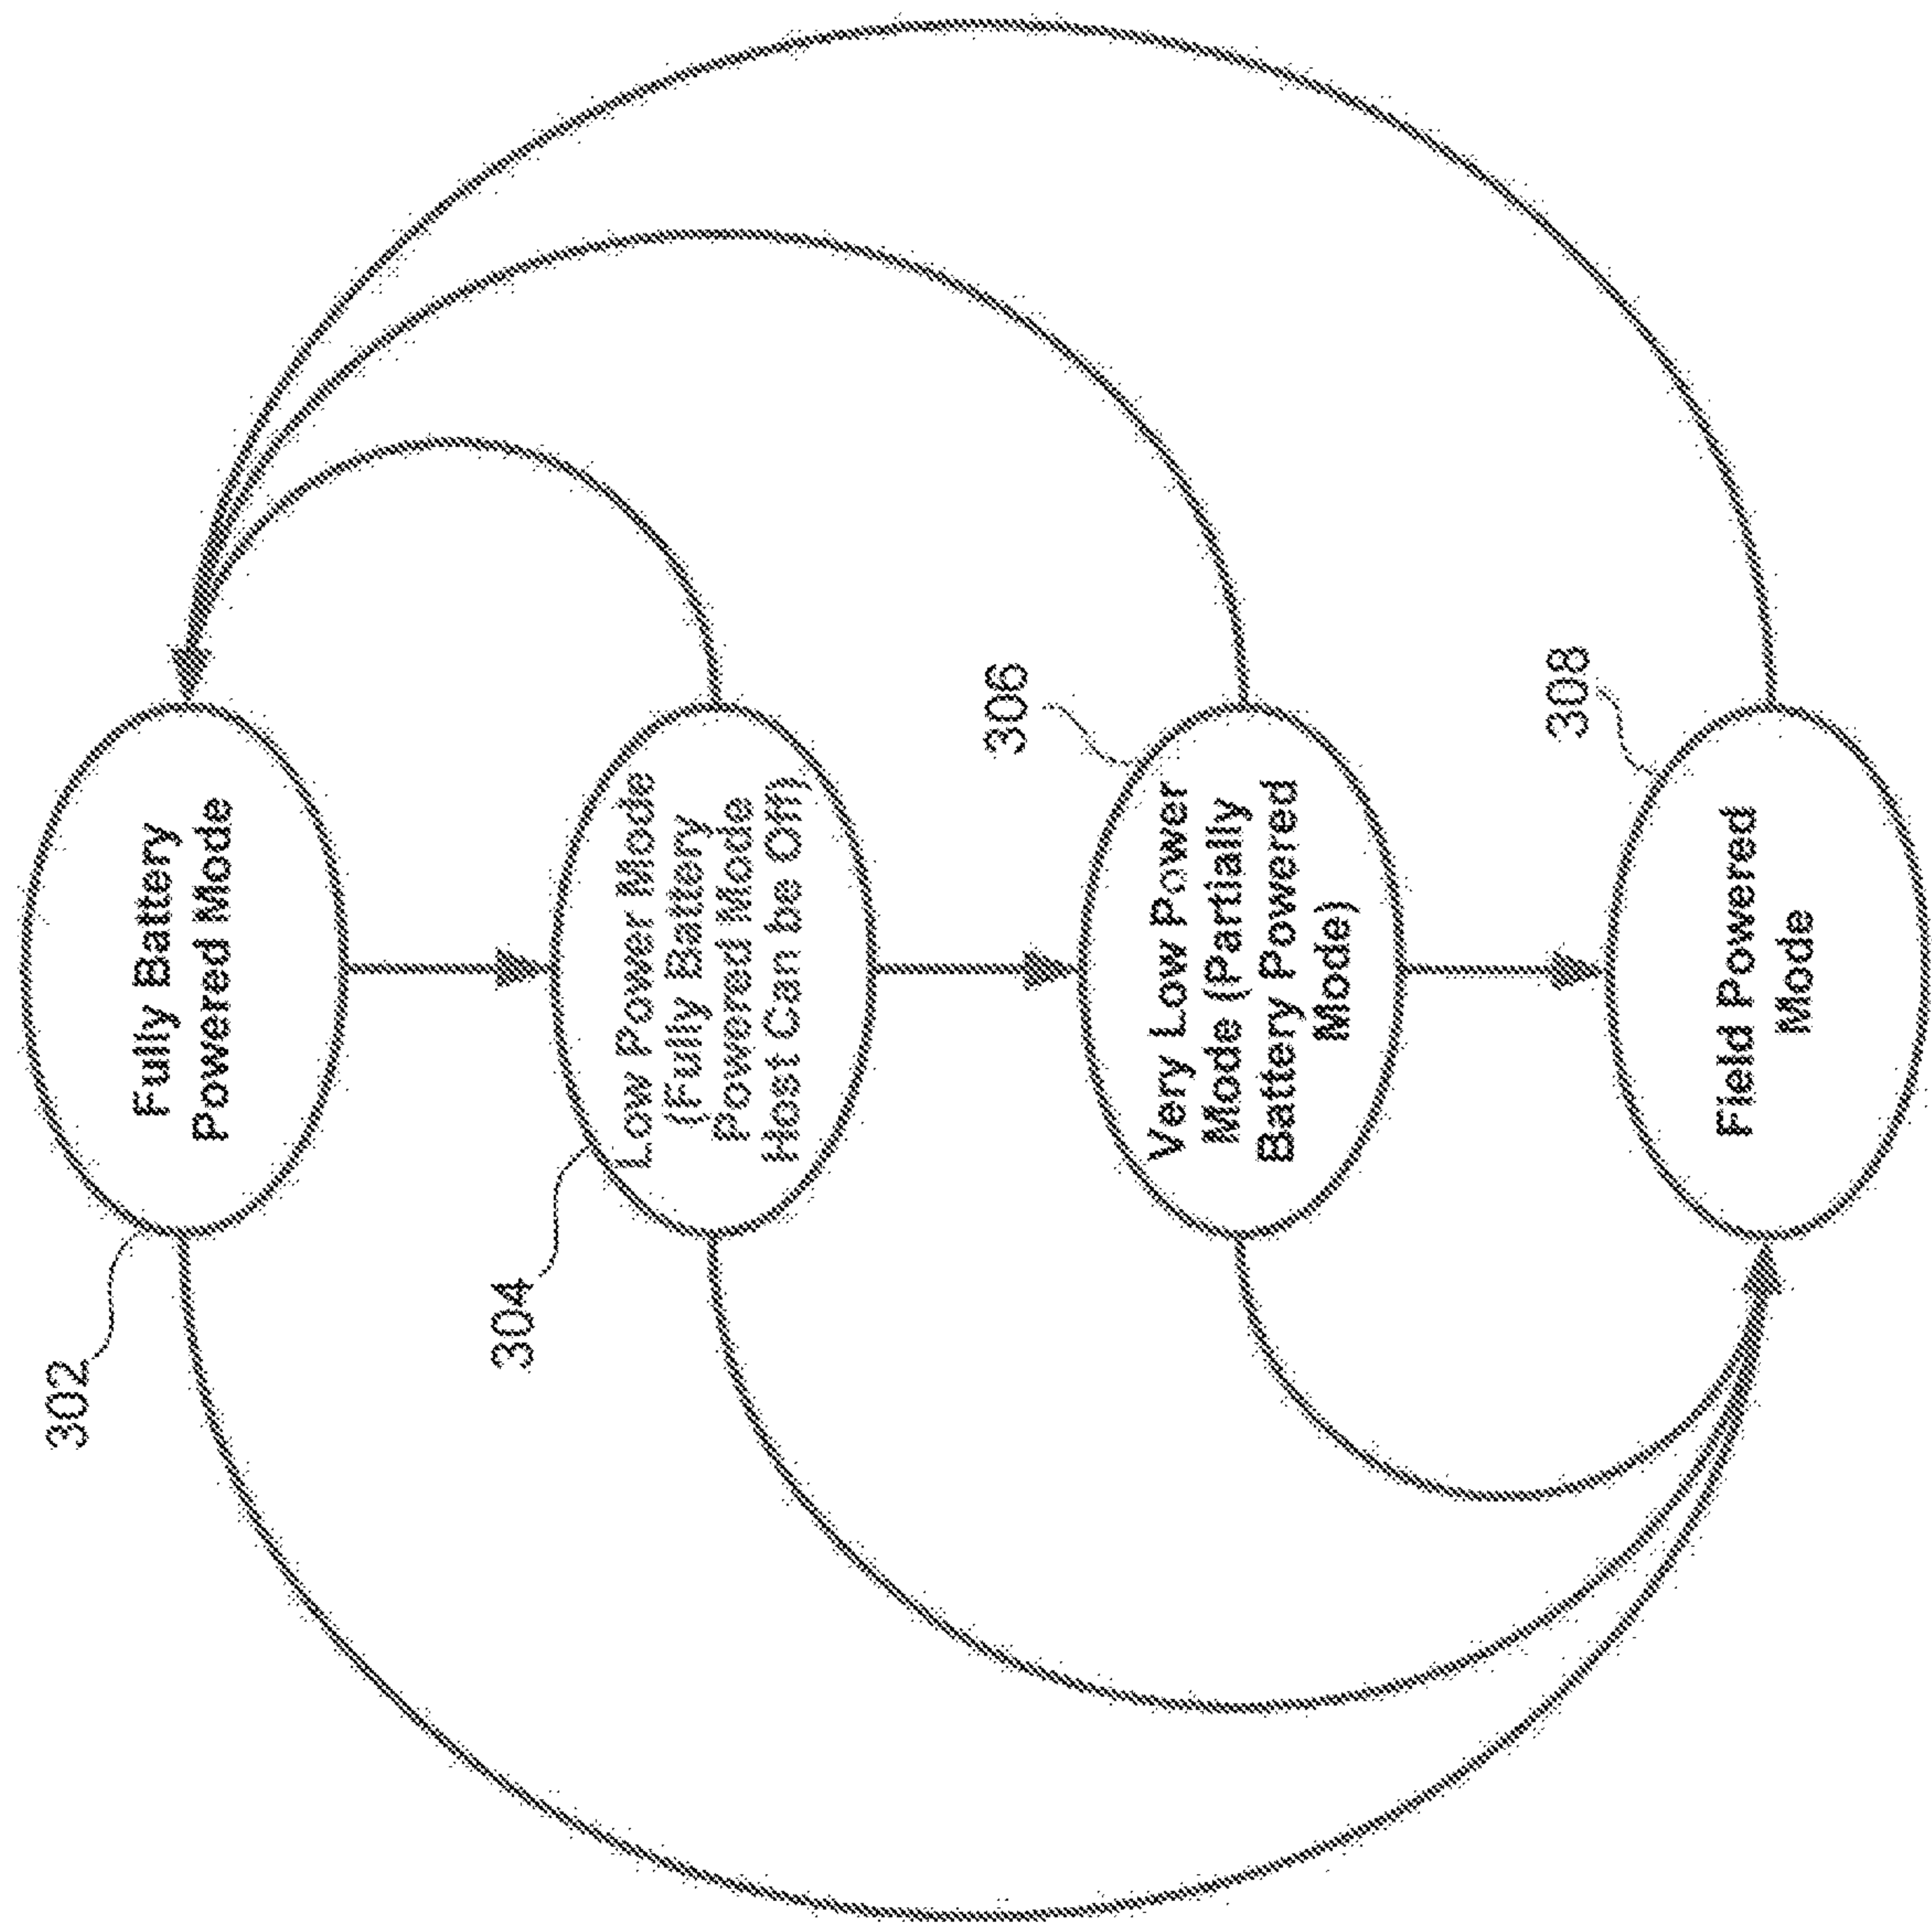 302
Fully Battery
Powered Mode
304
Low Power Mode
(Fully Battery
Powered Mode
Host Can be Off)
306
Very Low Power
Mode (Partially
Battery Powered
Mode)
308
Field Powered
Mode